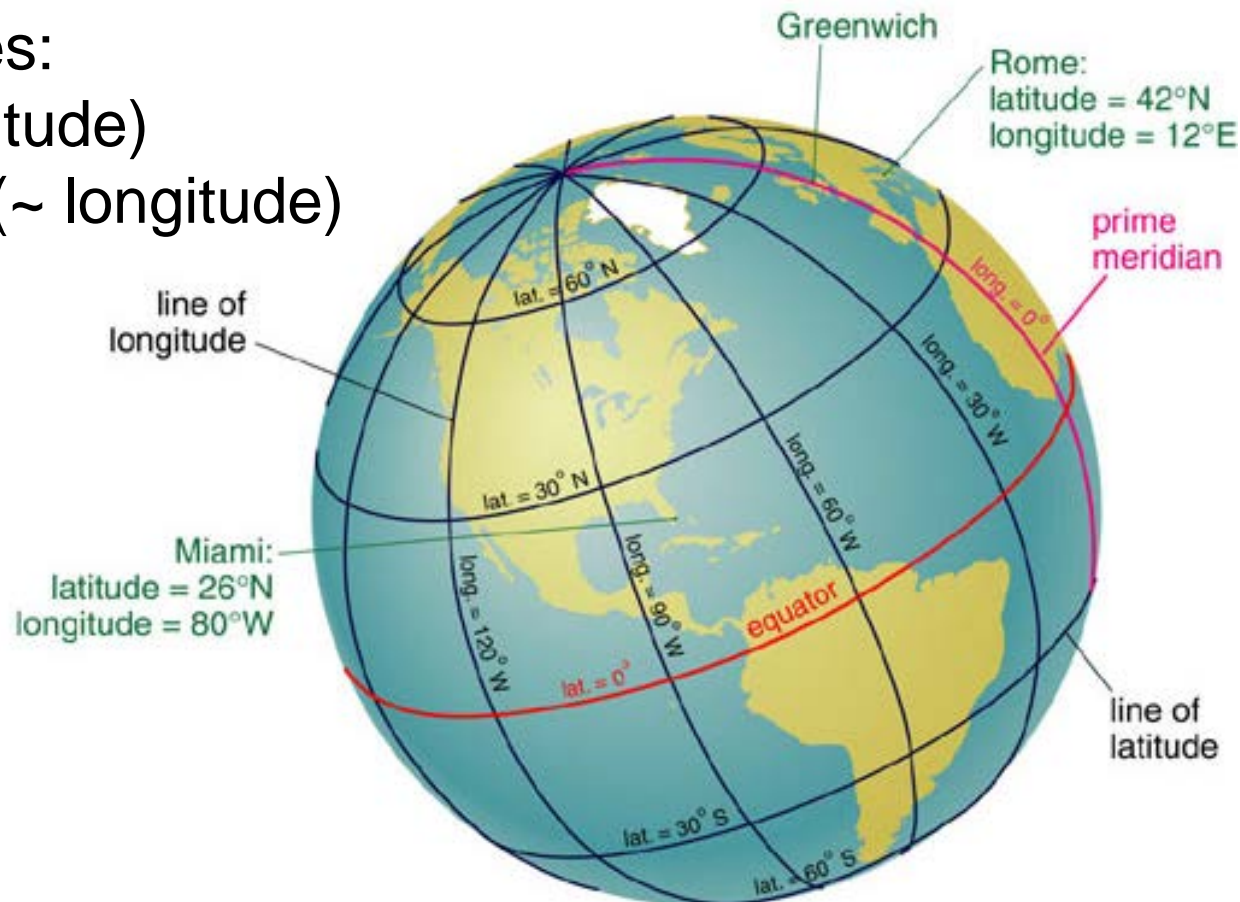 es:
itude)
(~ longitude)
Greenwich
Rome:
latitude = 42°N
longitude = 12°E
prime
meridian
line of
longitude
lat. = 60° N
long. = 0°
long. = 30° W
lat. = 30° N
long. = 60° W
Miami:
latitude = 26°N
longitude = 80°W
long. = 120° W
long. = 90° W
equator
lat. = 0°
line of
latitude
lat. = 30° S
lat. = 60° S